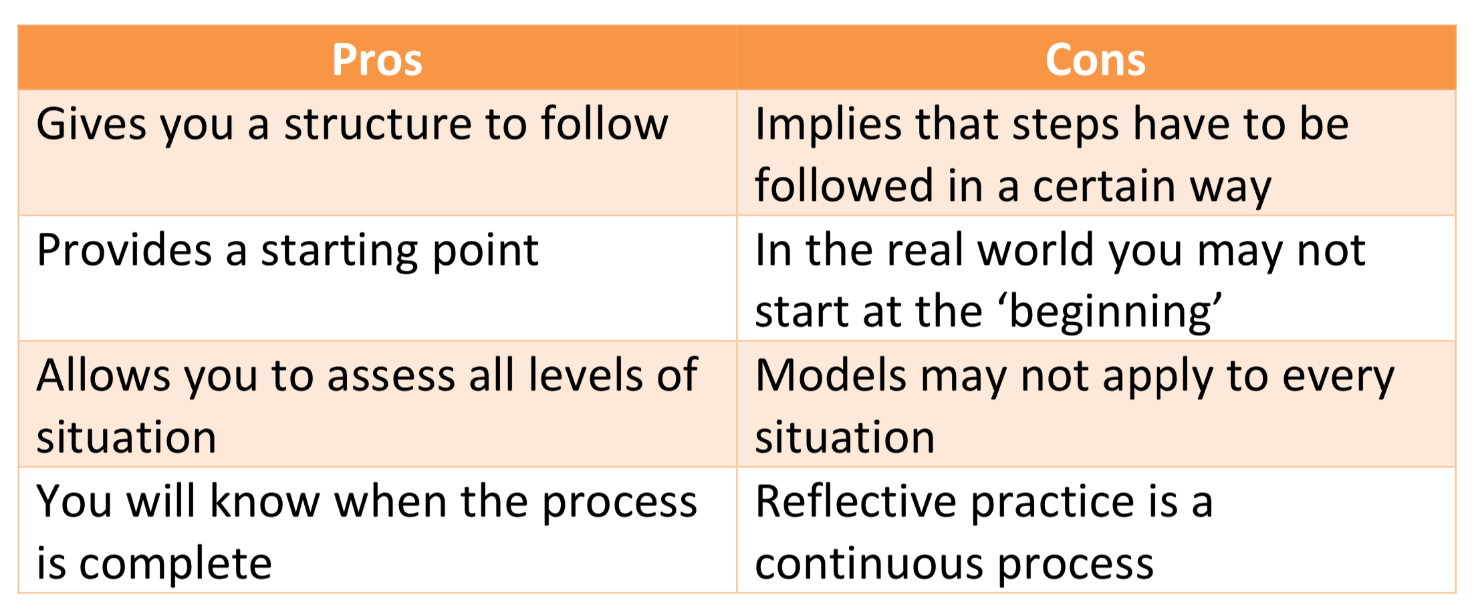 Pros
Cons
Gives you a structure to follow
Implies that steps have to be
followed in a certain way
Provides a starting point
In the real world you may not
start at the ‘beginning’
Allows you to assess all levels of
situation
Models may not apply to every
situation
You will know when the process
is complete
Reflective practice is a
continuous process